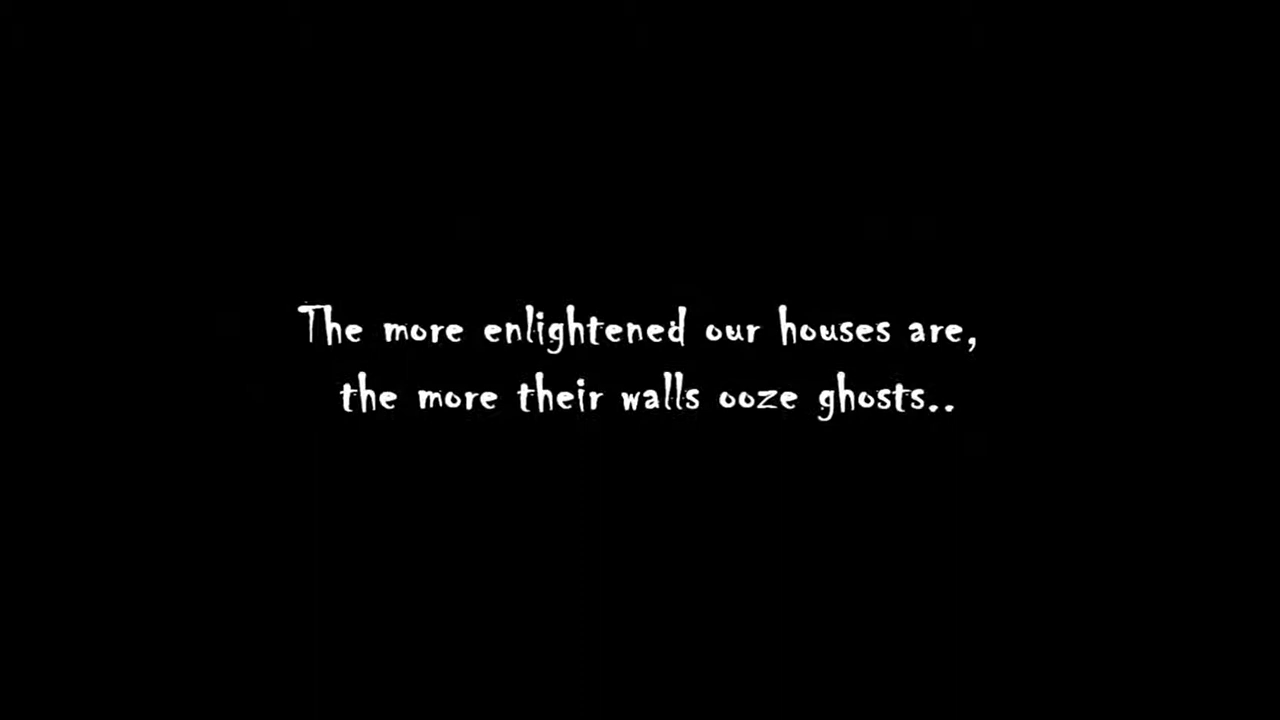 The more enlightened our houses are,
the more their walls ooze ghosts..